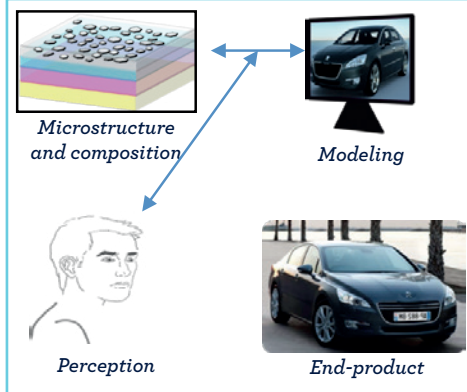 Microstructure
and composition
Modeling
Perception
End-product